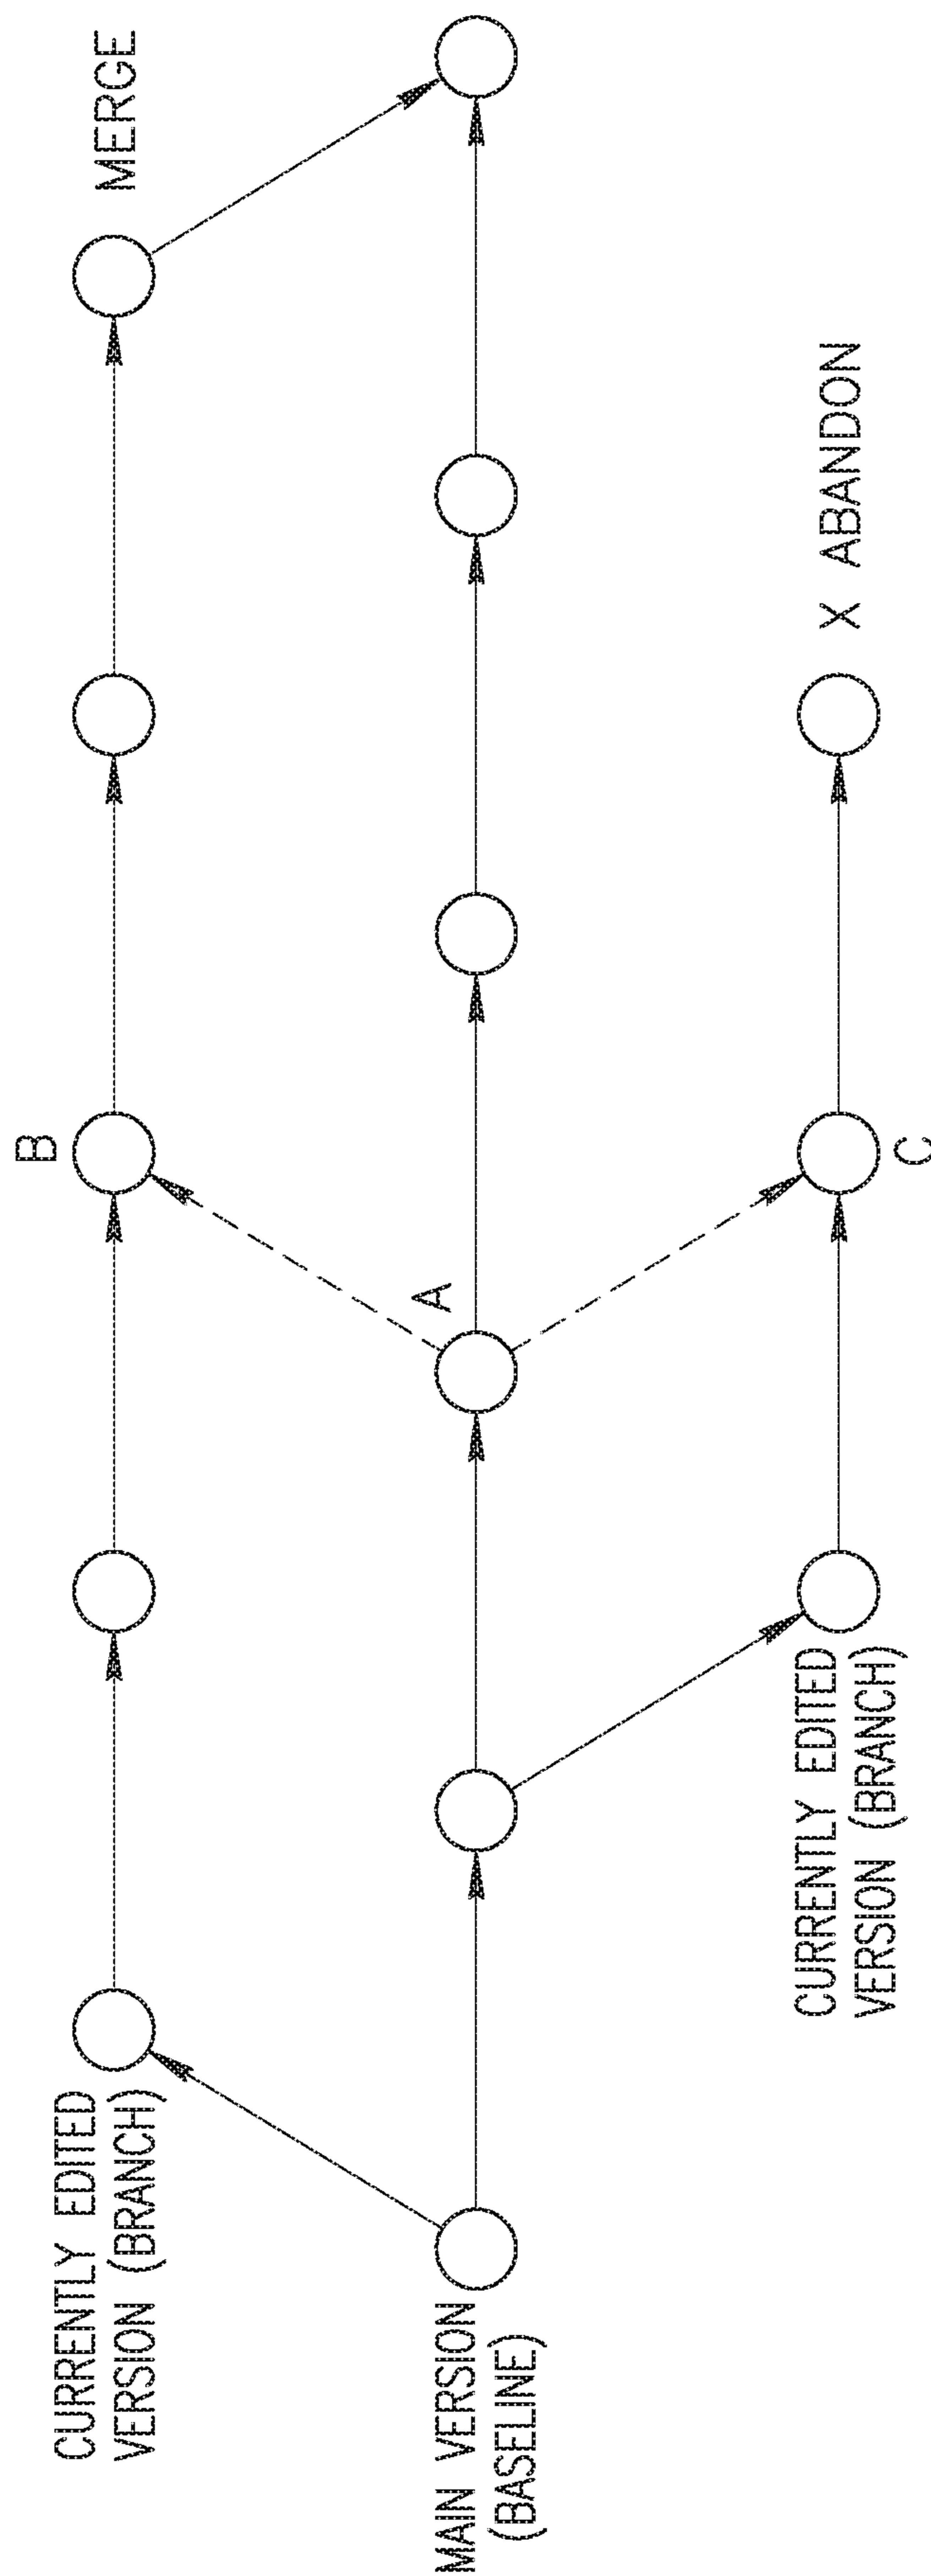 CURRENTLY EDITED
VERSION (BRANCH)
B
MERGE
MAIN VERSION
(BASELINE)
A
CURRENTLY EDITED
VERSION (BRANCH)
C
X ABANDON